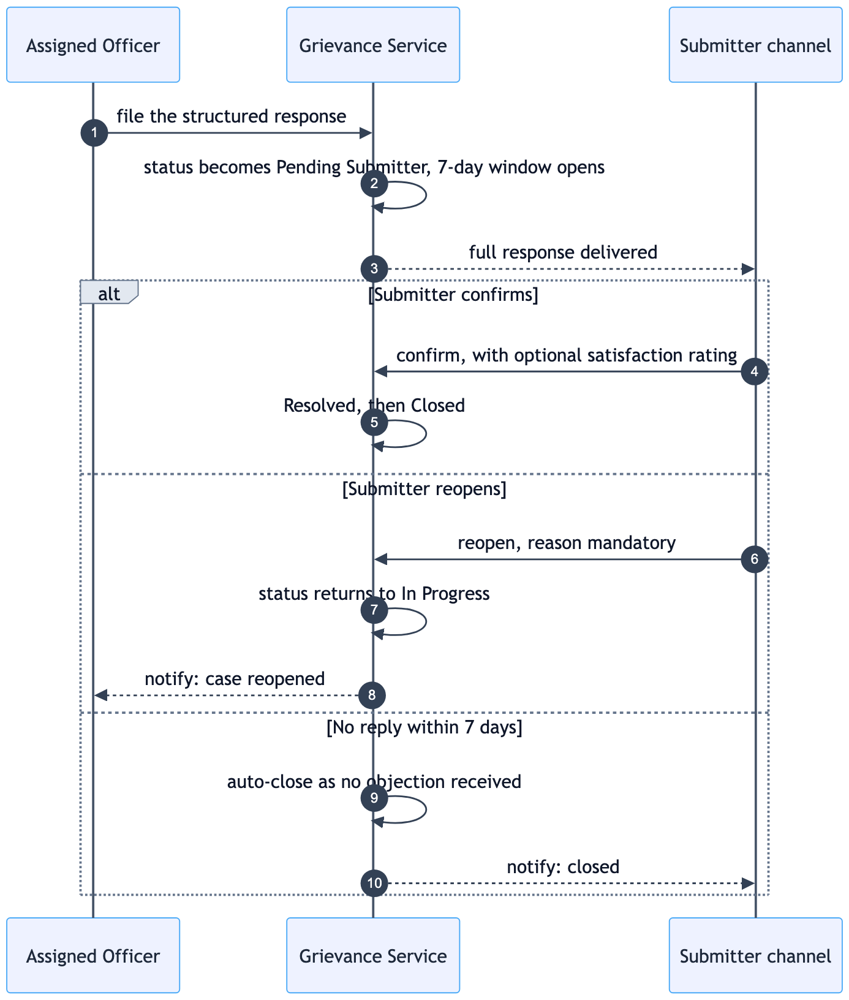 Assigned Officer
Grievance Service
Submitter channel
file the structured response
1
status becomes Pending Submitter, 7-day window opens
2
full response delivered
3
alt
[Submitter confirms]
confirm, with optional satisfaction rating
4
Resolved, then Closed
5
[Submitter reopens]
reopen, reason mandatory
6
status returns to In Progress
7
notify: case reopened
8
[No reply within 7 days]
auto-close as no objection received
9
notify: closed
10
Assigned Officer
Grievance Service
Submitter channel